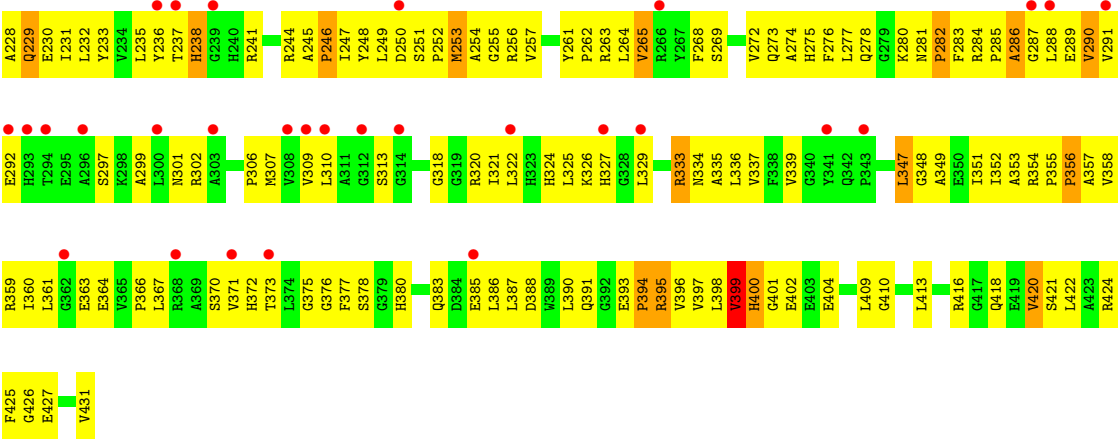 A228 Q229 E230 I231 L232 Y233 V234 L235 Y236 T237 H238 G239 H240 R241 R244 A245 P246 I247 Y248 L249 D250 S251 P252 M253 A254 G255 R256 V257 Y261 P262 R263 L264 V265 R266 Y267 F268 S269 V272 Q273 A274 H275 F276 L277 Q278 G279 K280 N281 P282 F283 R284 P285 A286 G287 L288 E289 V290 V291
E292 H293 T294 E295 A296 S297 K298 A299 L300 N301 R302 A303 P306 M307 V308 V309 L310 A311 G312 S313 G314 G318 G319 R320 I321 L322 H323 H324 L325 K326 H327 G328 L329 R333 N334 A335 L336 V337 F338 V339 G340 Y341 Q342 P343 L347 G348 A349 E350 I351 I352 A353 R354 P355 P356 A357 V358
R359 I360 L361 G362 E363 E364 V365 P366 L367 R368 A369 S370 V371 H372 T373 L374 G375 G376 F377 S378 G379 H380 Q383 D384 E385 L386 L387 D388 W389 L390 Q391 G392 E393 P394 R395 V396 V397 L398 V399 H400 G401 E402 E403 E404 L409 G410 L413 R416 G417 Q418 E419 V420 S421 L422 A423 R424
F425 G426 E427 V431